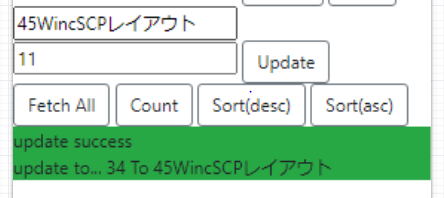 45WincSCPレイアウト
11
Update
Fetch All Count Sort(desc) Sort(asc)
update success
update to... 34 To 45WincSCPレイアウト